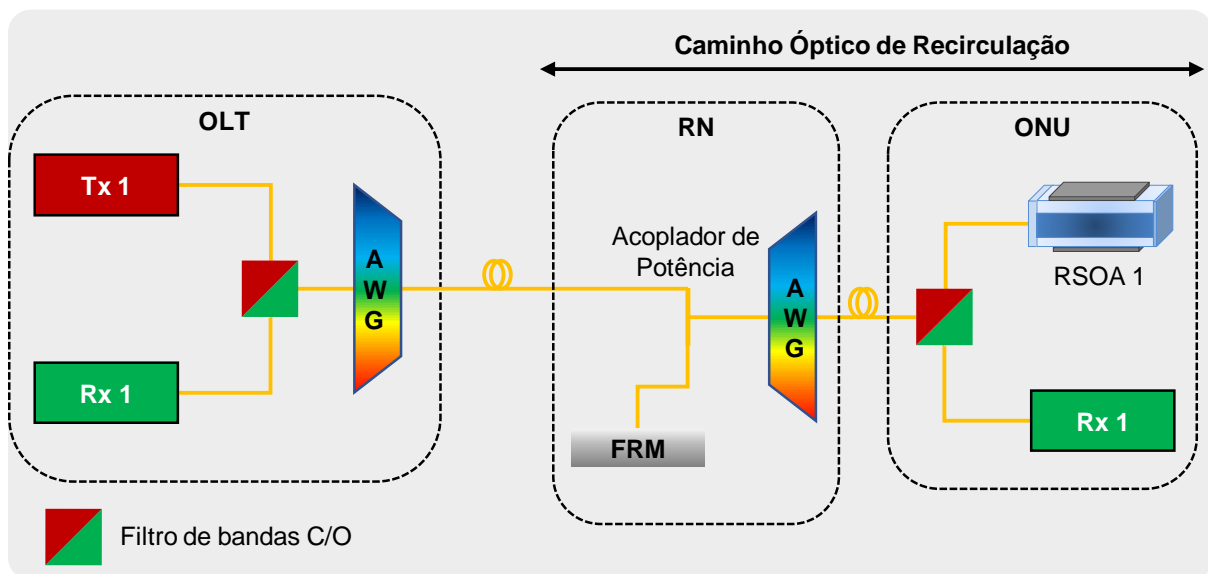 Caminho Óptico de Recirculação
OLT
RN
ONU
Tx 1
A
W
G
Acoplador de
Potência
A
W
G
RSOA 1
Rx 1
FRM
Rx 1
Filtro de bandas C/O